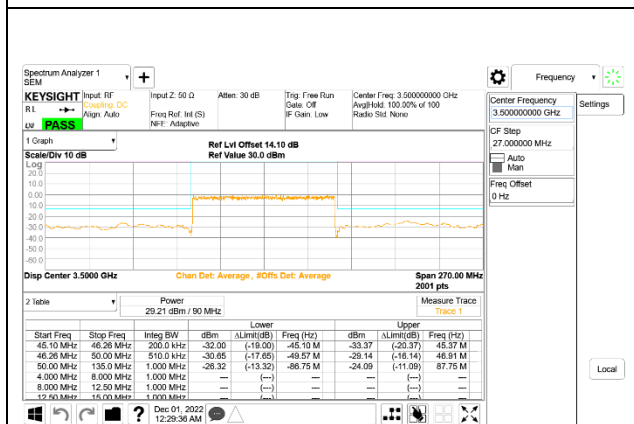 Spectrum Analyzer 1
SEM
Frequency
KEYSIGHT Input: RF Input Z: 50 Ω Atten: 30 dB Trig: Free Run Center Freq: 3.500000000 GHz
RL Coupling: DC Gate: Off Avg|Hold: 100.00% of 100
Align: Auto Freq Ref: Int (S) IF Gain: Low Radio Std: None
PASS NFE: Adaptive
Center Frequency
3.500000000 GHz
Settings
CF Step
27.000000 MHz
Auto
Man
Freq Offset
0 Hz
1 Graph
Ref Lvl Offset 14.10 dB
Scale/Div 10 dB Ref Value 30.0 dBm
Log
20.0
10.0
0.00
-10.0
-20.0
-30.0
-40.0
-50.0
-60.0
Disp Center 3.5000 GHz Chan Det: Average, #Offs Det: Average Span 270.00 MHz
2001 pts
2 Table
Power
29.21 dBm / 90 MHz
Measure Trace
Trace 1
Lower Upper
Start Freq Stop Freq Integ BW dBm ΔLimit(dB) Freq (Hz) dBm ΔLimit(dB) Freq (Hz)
45.10 MHz 46.26 MHz 200.0 kHz -32.00 (-19.00) -45.10 M -33.37 (-20.37) 45.37 M
46.26 MHz 50.00 MHz 510.0 kHz -30.65 (-17.65) -49.57 M -29.14 (-16.14) 46.91 M
50.00 MHz 135.0 MHz 1.000 MHz -26.32 (-13.32) -86.75 M -24.09 (-11.09) 87.75 M
4.000 MHz 8.000 MHz 1.000 MHz --- (---) --- --- (---) ---
8.000 MHz 12.50 MHz 1.000 MHz --- (---) --- --- (---) ---
12.50 MHz 15.00 MHz 1.000 MHz --- (---) --- --- (---) ---
Local
Dec 01, 2022
12:29:36 AM